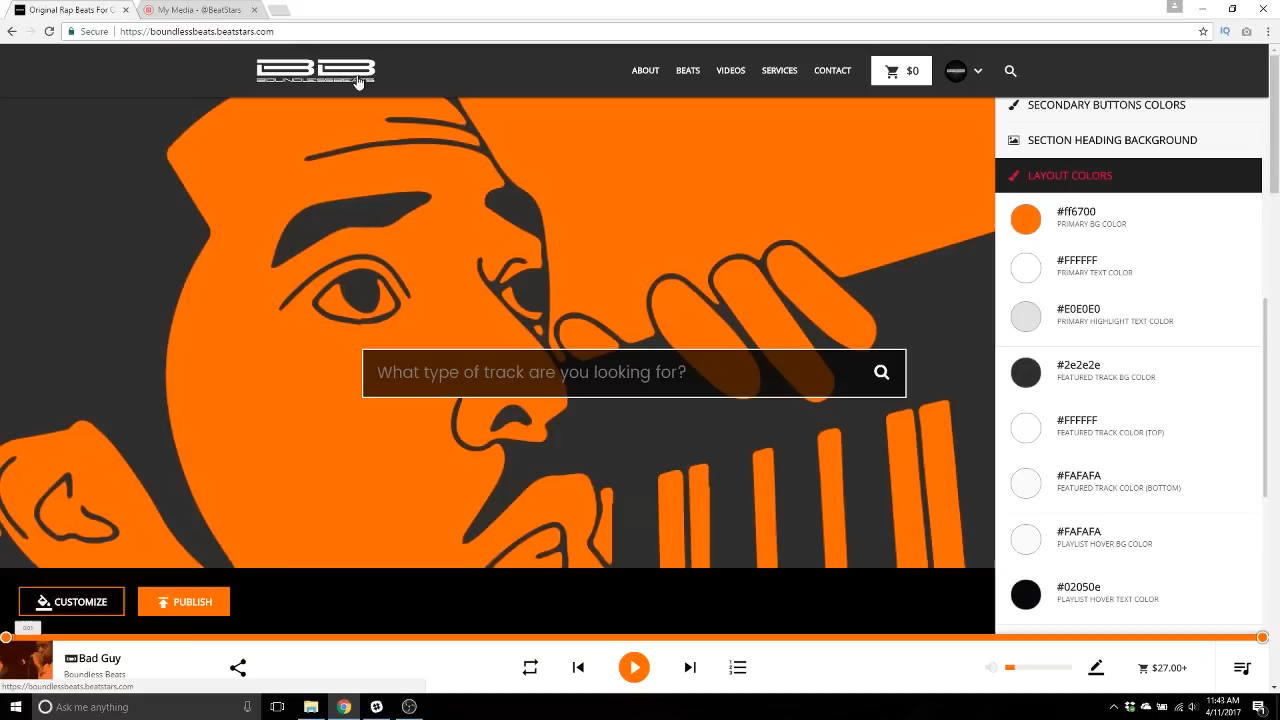 Original Rap Beats For C
My Media - @BeatStars
Secure
https://boundlessbeats.beatstars.com
BB
BOUNDLESSBEATS
ABOUT
BEATS
VIDEOS
SERVICES
CONTACT
$0
SECONDARY BUTTONS COLORS
SECTION HEADING BACKGROUND
LAYOUT COLORS
#ff6700
PRIMARY BG COLOR
#FFFFFF
PRIMARY TEXT COLOR
#E0E0E0
PRIMARY HIGHLIGHT TEXT COLOR
#2e2e2e
FEATURED TRACK BG COLOR
#FFFFFF
FEATURED TRACK COLOR (TOP)
#FAFAFA
FEATURED TRACK COLOR (BOTTOM)
#FAFAFA
PLAYLIST HOVER BG COLOR
#02050e
PLAYLIST HOVER TEXT COLOR
What type of track are you looking for?
CUSTOMIZE
PUBLISH
Bad Guy
Boundless Beats
$27.00+
https://boundlessbeats.beatstars.com
Ask me anything
11:43 AM
4/11/2017